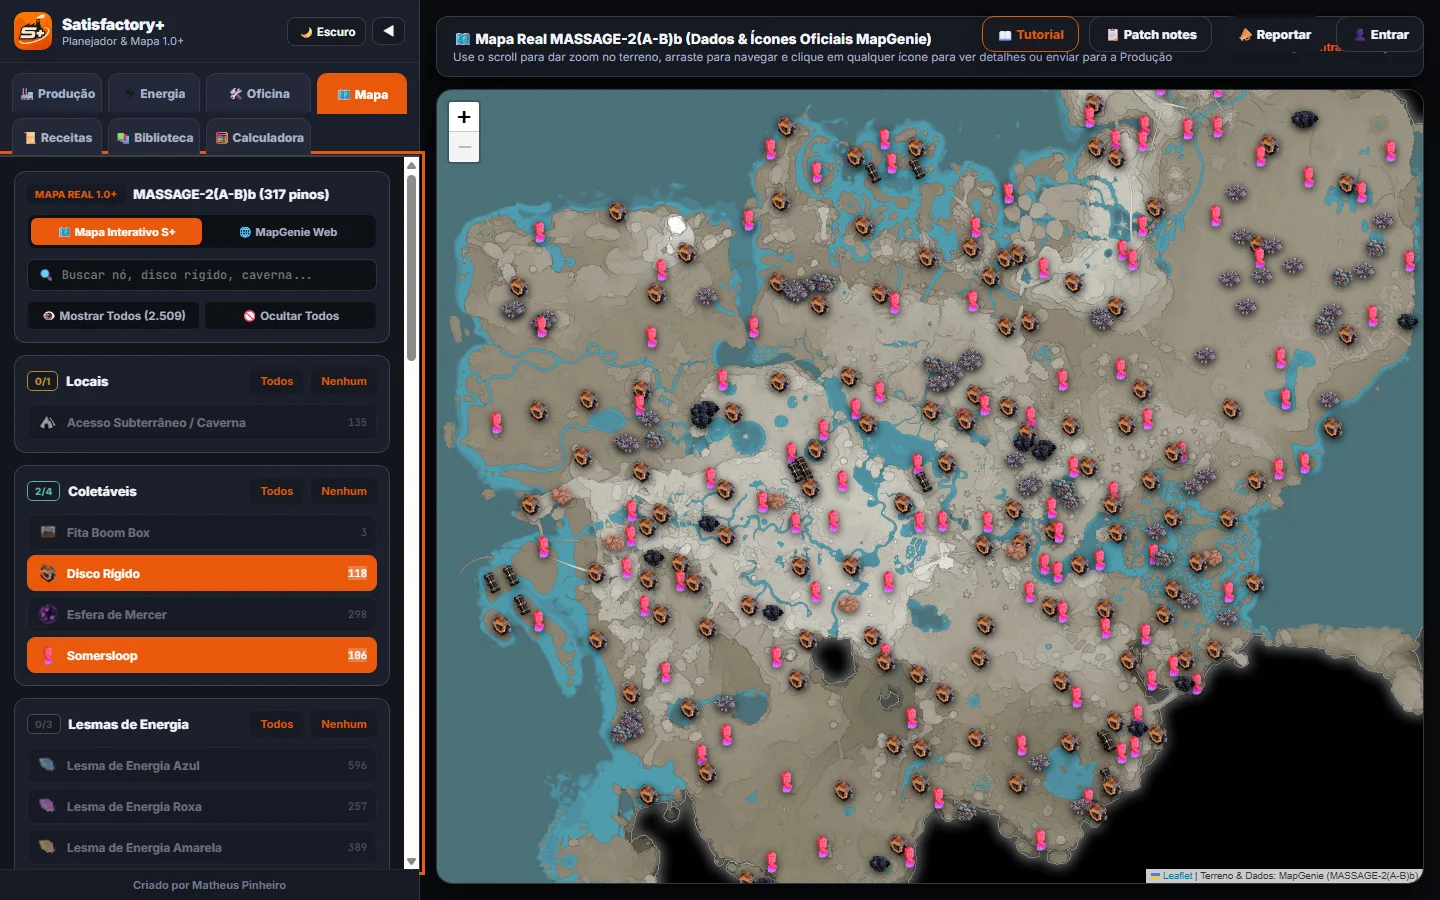 S+
Satisfactory+
Planejador & Mapa 1.0+
Escuro
Produção
Energia
Oficina
Mapa
Receitas
Biblioteca
Calculadora
MAPA REAL 1.0+ MASSAGE-2(A-B)b (317 pinos)
Mapa Interativo S+
MapGenie Web
Buscar nó, disco rígido, caverna...
Mostrar Todos (2.509)
Ocultar Todos
0/1 Locais Todos Nenhum
Acesso Subterrâneo / Caverna 135
2/4 Coletáveis Todos Nenhum
Fita Boom Box 3
Disco Rígido 118
Esfera de Mercer 298
Somersloop 106
0/3 Lesmas de Energia Todos Nenhum
Lesma de Energia Azul 596
Lesma de Energia Roxa 257
Lesma de Energia Amarela 389
Criado por Matheus Pinheiro
Mapa Real MASSAGE-2(A-B)b (Dados & Ícones Oficiais MapGenie)
Use o scroll para dar zoom no terreno, arraste para navegar e clique em qualquer ícone para ver detalhes ou enviar para a Produção
Tutorial
Patch notes
Reportar
Entrar
+
−
Leaflet | Terreno & Dados: MapGenie (MASSAGE-2(A-B)b)